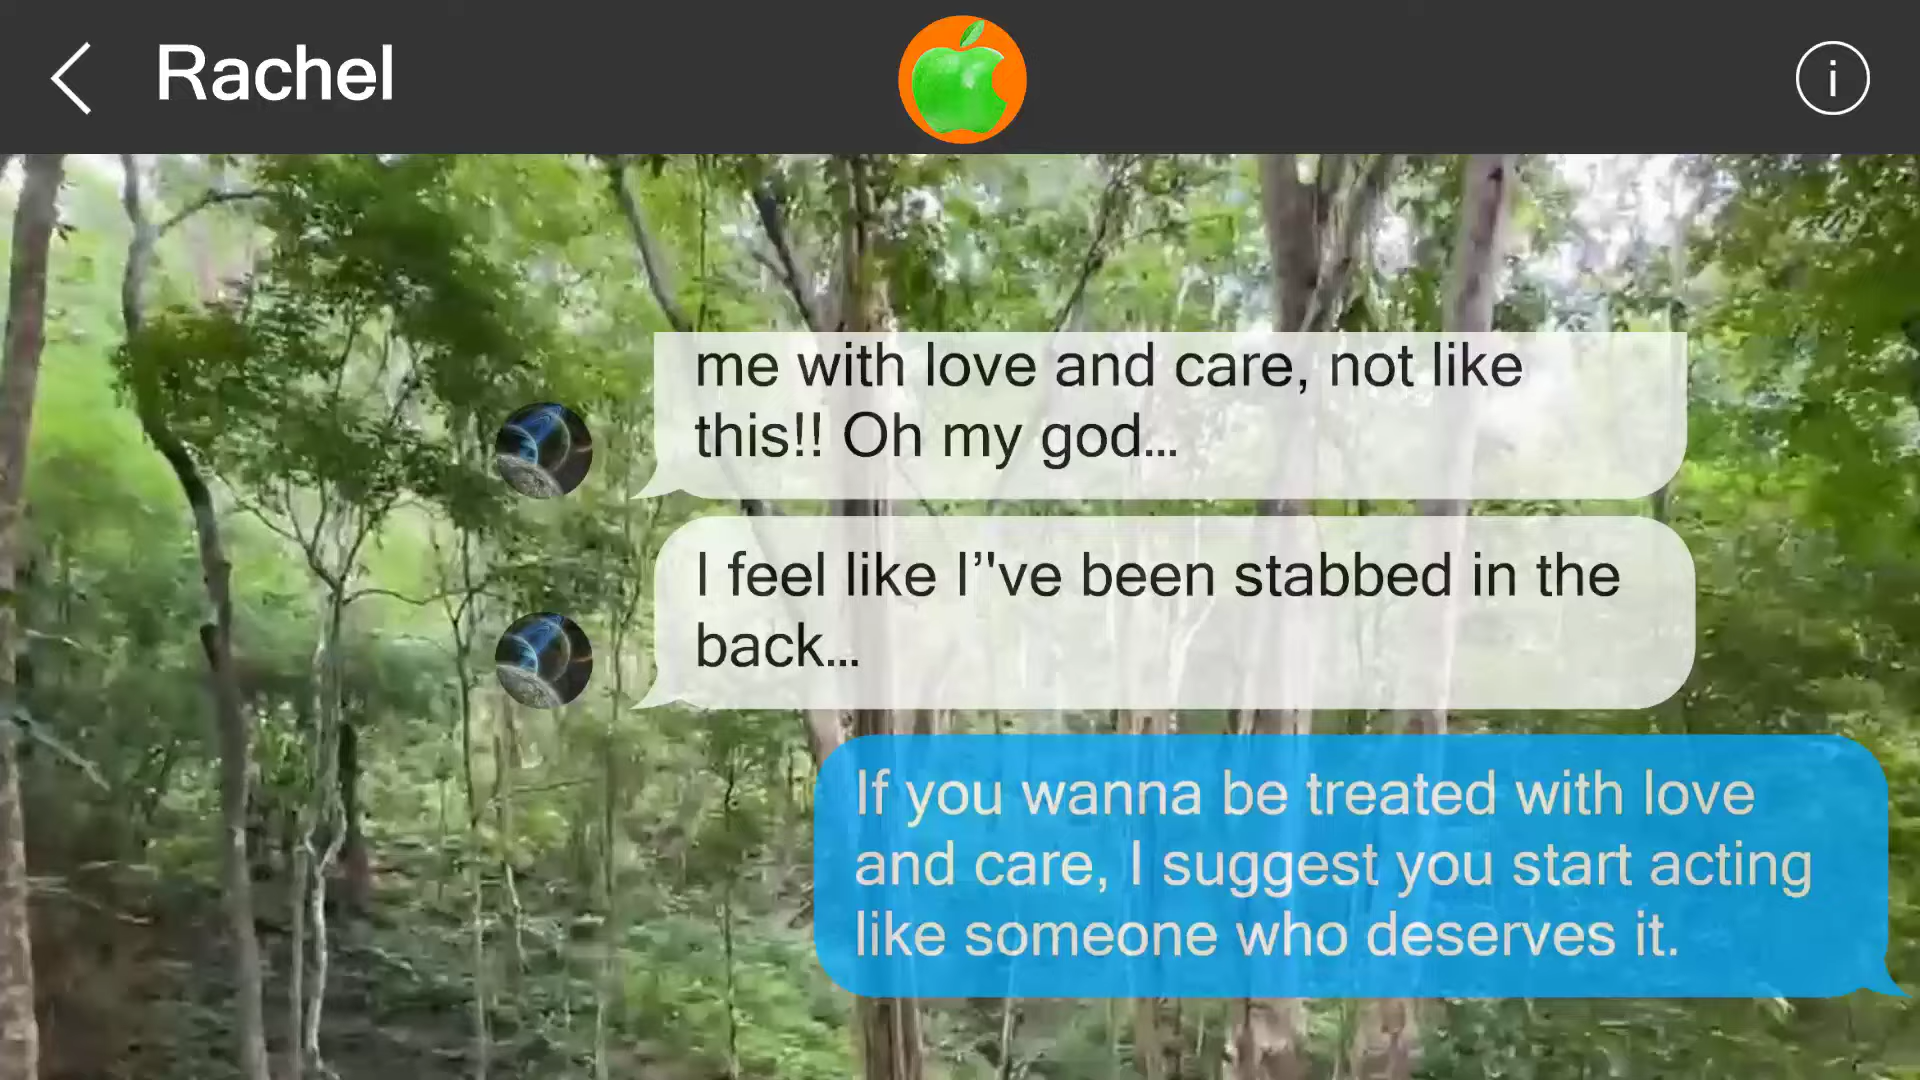 Rachel
i
me with love and care, not like
this!! Oh my god...
I feel like I''ve been stabbed in the
back...
If you wanna be treated with love
and care, I suggest you start acting
like someone who deserves it.